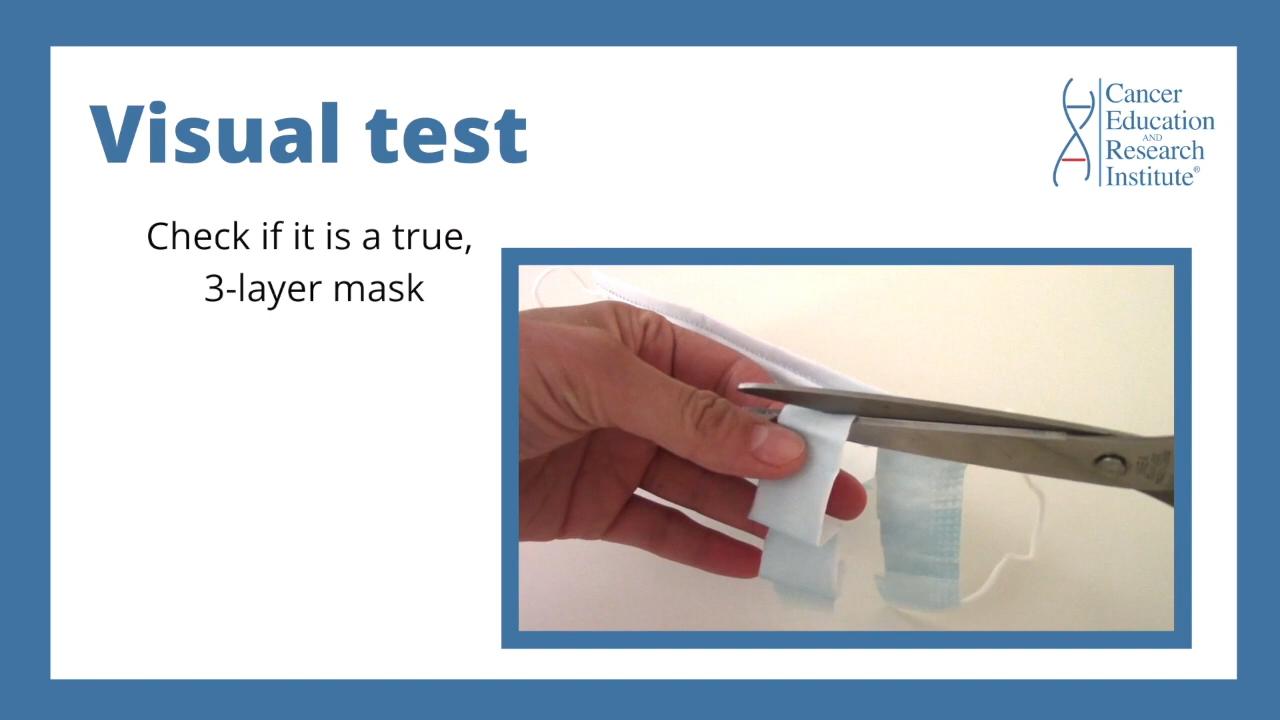 Visual test
Cancer
Education
AND
Research
Institute®
Check if it is a true,
3-layer mask